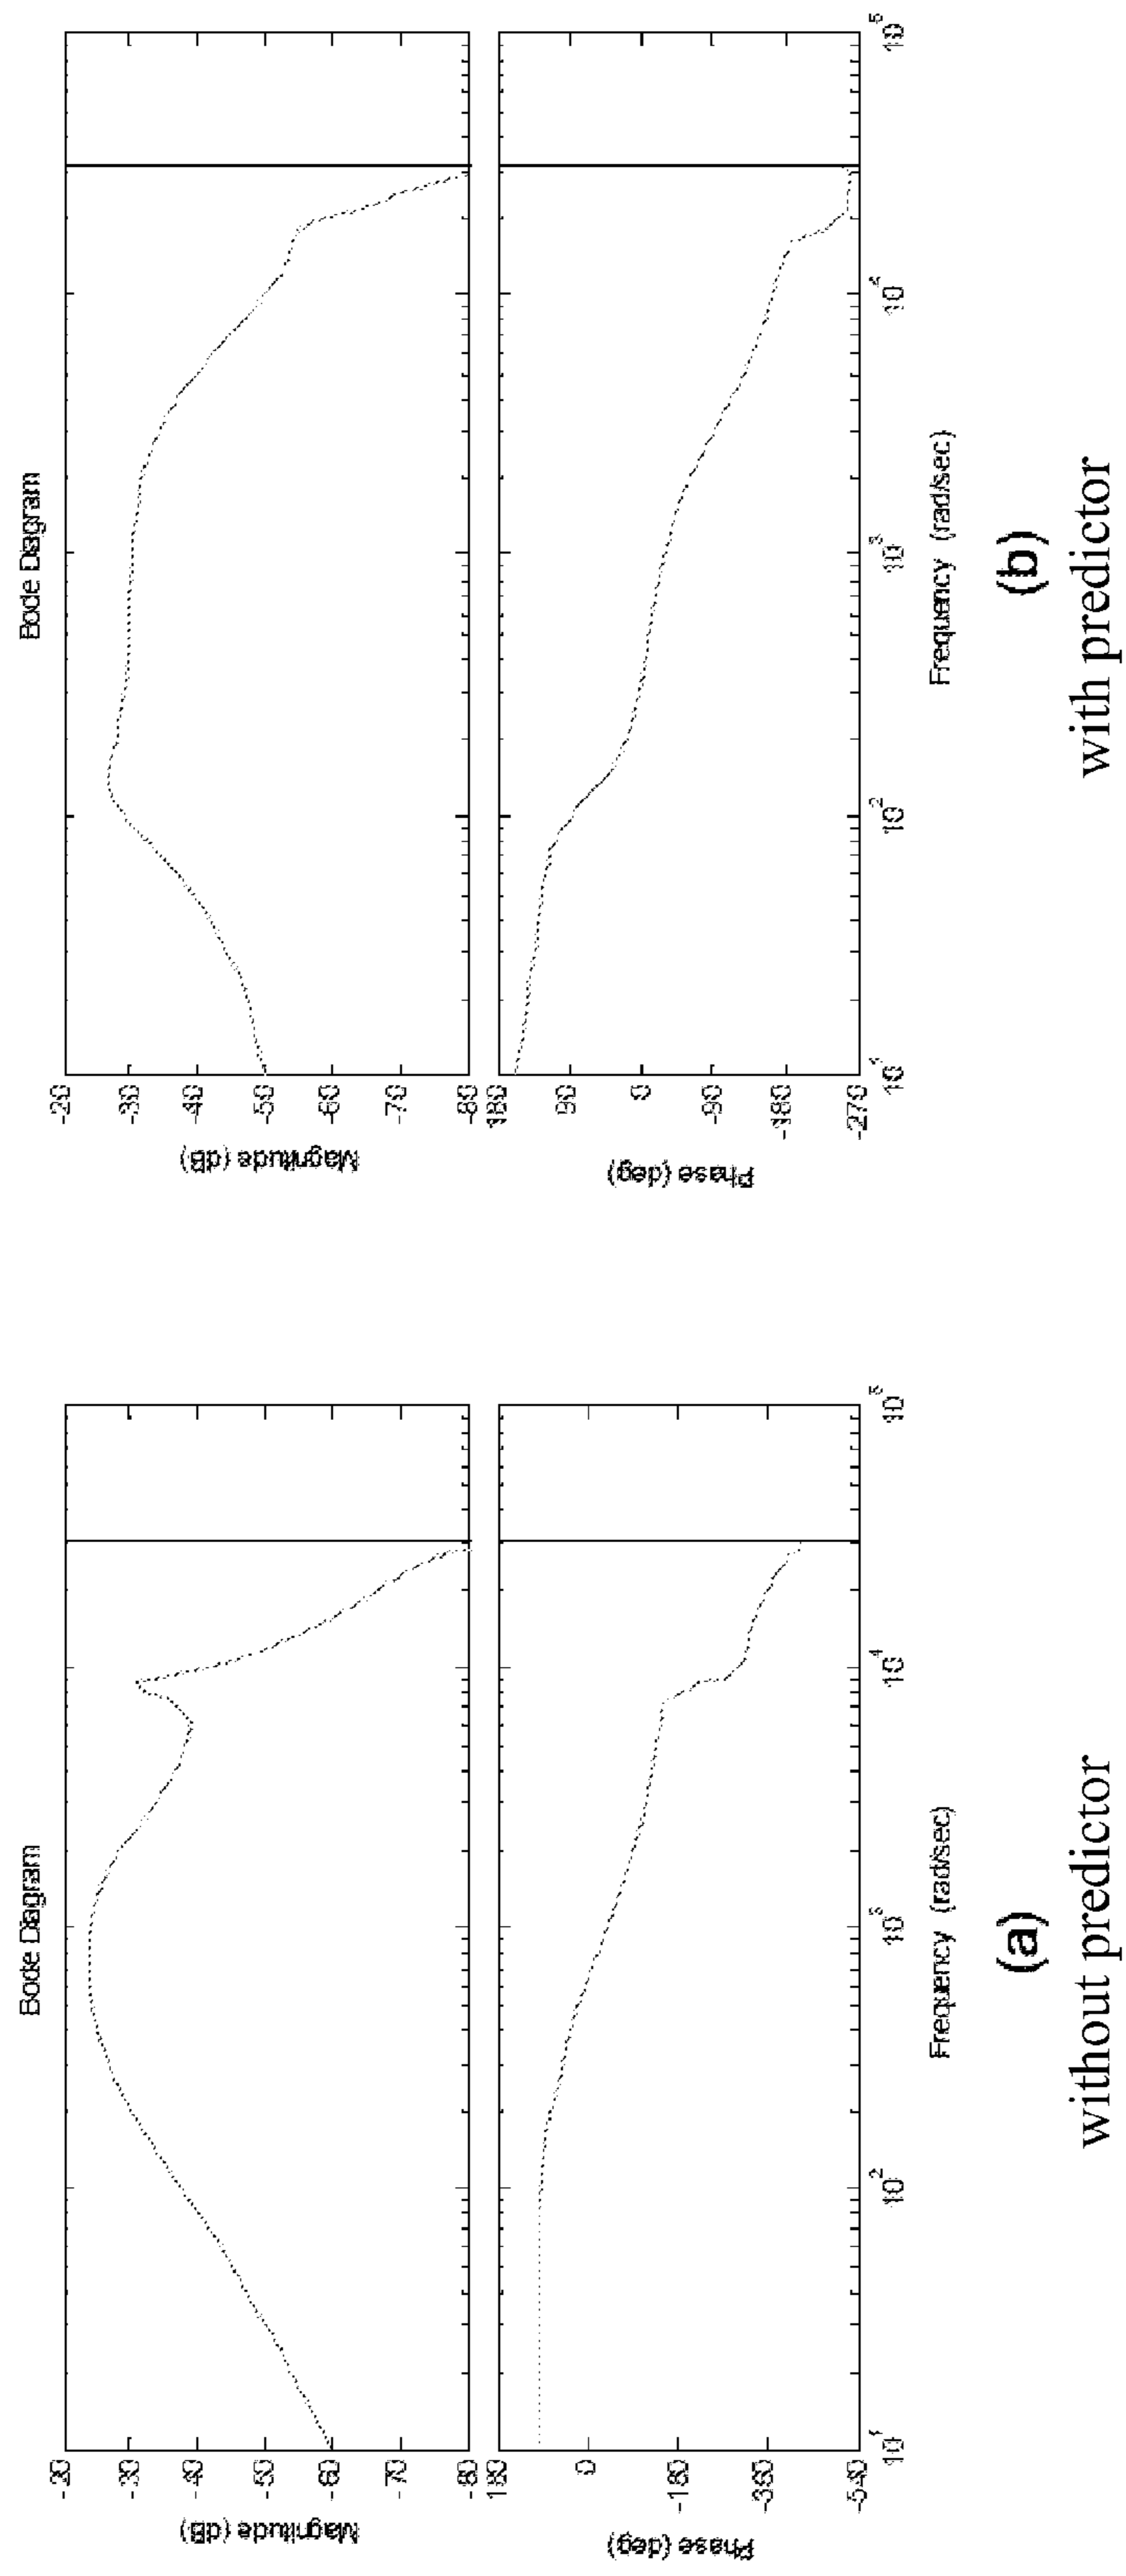 Bode Diagram
Magnitude (dB)
-20
-30
-40
-50
-60
-70
-80
Phase (deg)
180
0
-180
-360
-540
10^1
10^2
10^3
10^4
10^5
Frequency (rad/sec)
(a)
without predictor
Bode Diagram
Magnitude (dB)
-20
-30
-40
-50
-60
-70
-80
Phase (deg)
180
90
0
-90
-180
-270
10^1
10^2
10^3
10^4
10^5
Frequency (rad/sec)
(b)
with predictor